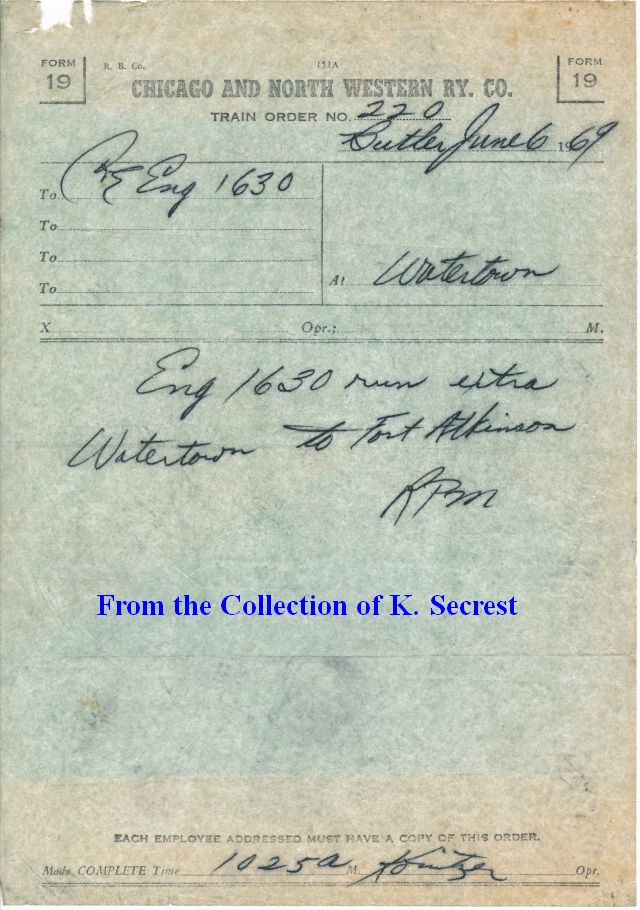 FORM 19
R. B. Co. 151A
FORM 19
CHICAGO AND NORTH WESTERN RY. CO.
TRAIN ORDER NO. 220
Butler June 6 1969
To Eng 1630
To
To
To
At Watertown
X Opr.; M.
Eng 1630 run extra
Watertown to Fort Atkinson
RPM
From the Collection of K. Secrest
EACH EMPLOYEE ADDRESSED MUST HAVE A COPY OF THIS ORDER.
Made COMPLETE Time 1025a M. Opr.